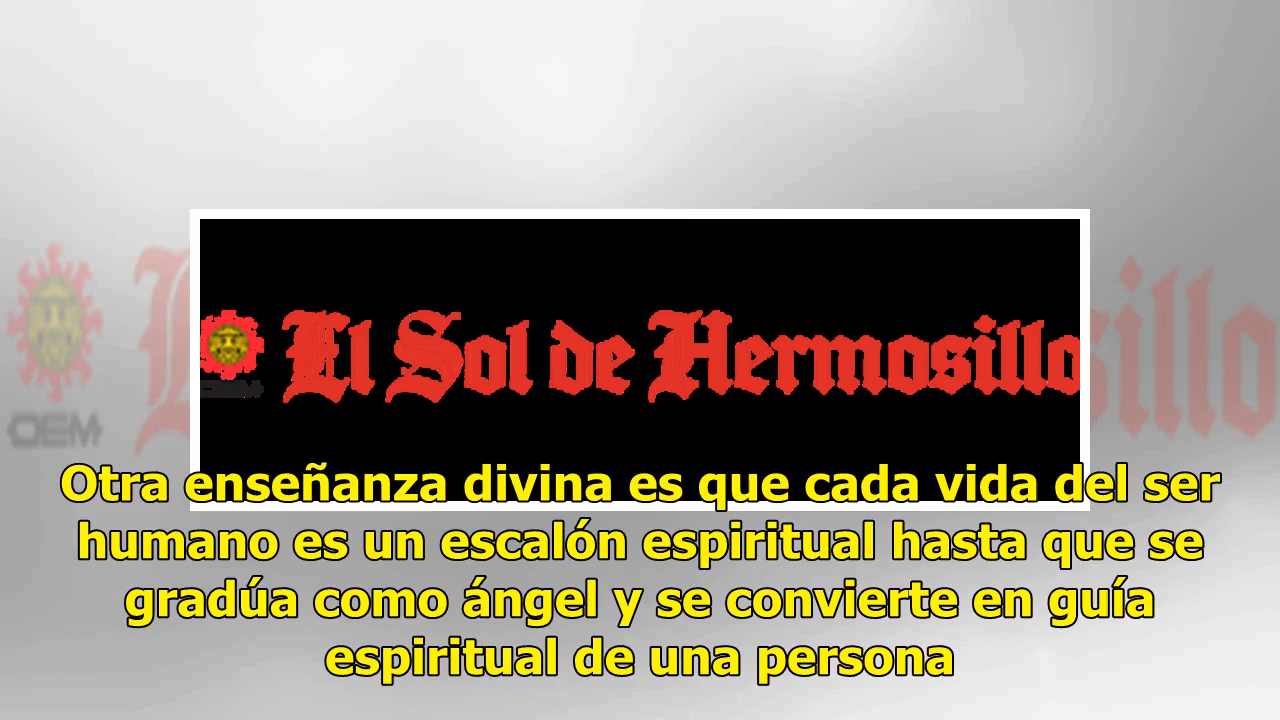 El Sol de Hermosillo
OEM
Otra enseñanza divina es que cada vida del ser
humano es un escalón espiritual hasta que se
gradúa como ángel y se convierte en guía
espiritual de una persona